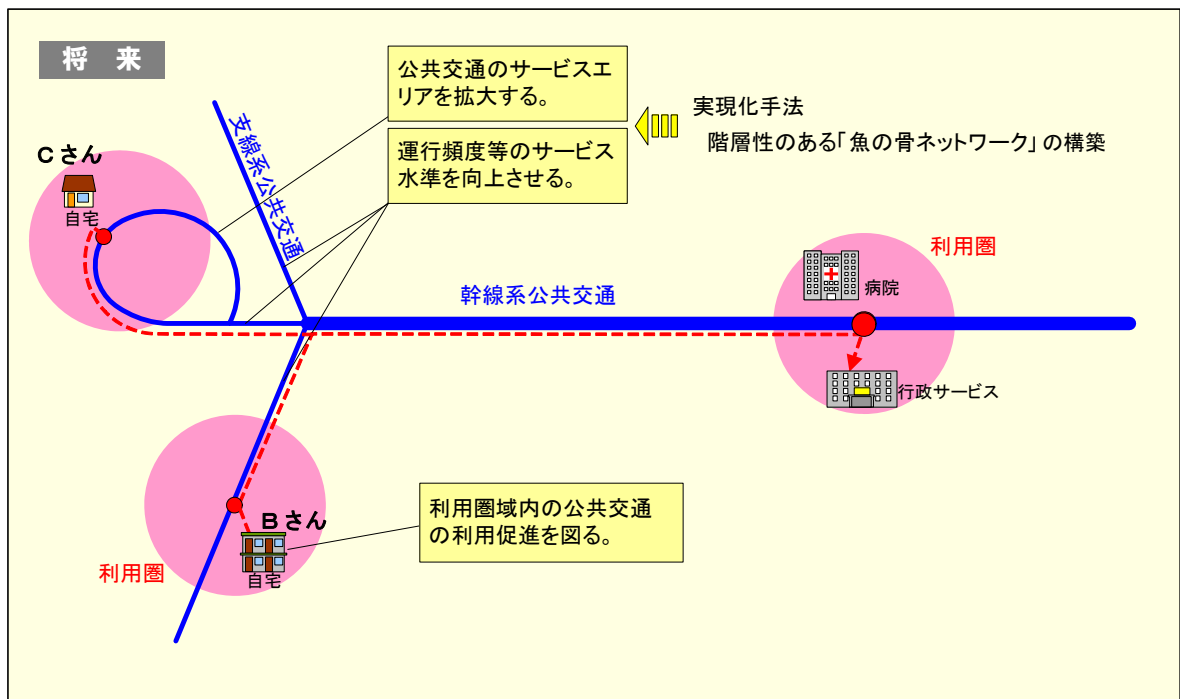 将 来
公共交通のサービスエ
リアを拡大する。
運行頻度等のサービス
水準を向上させる。
実現化手法
階層性のある「魚の骨ネットワーク」の構築
Cさん
自宅
支線系公共交通
幹線系公共交通
利用圏
病院
行政サービス
Bさん
自宅
利用圏
利用圏域内の公共交通
の利用促進を図る。